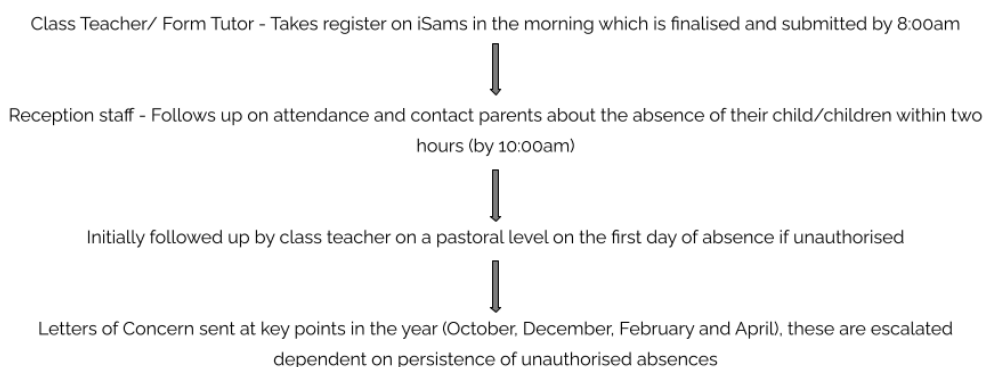 Class Teacher/ Form Tutor - Takes register on iSams in the morning which is finalised and submitted by 8:00am
Reception staff - Follows up on attendance and contact parents about the absence of their child/children within two
hours (by 10:00am)
Initially followed up by class teacher on a pastoral level on the first day of absence if unauthorised
Letters of Concern sent at key points in the year (October, December, February and April), these are escalated
dependent on persistence of unauthorised absences